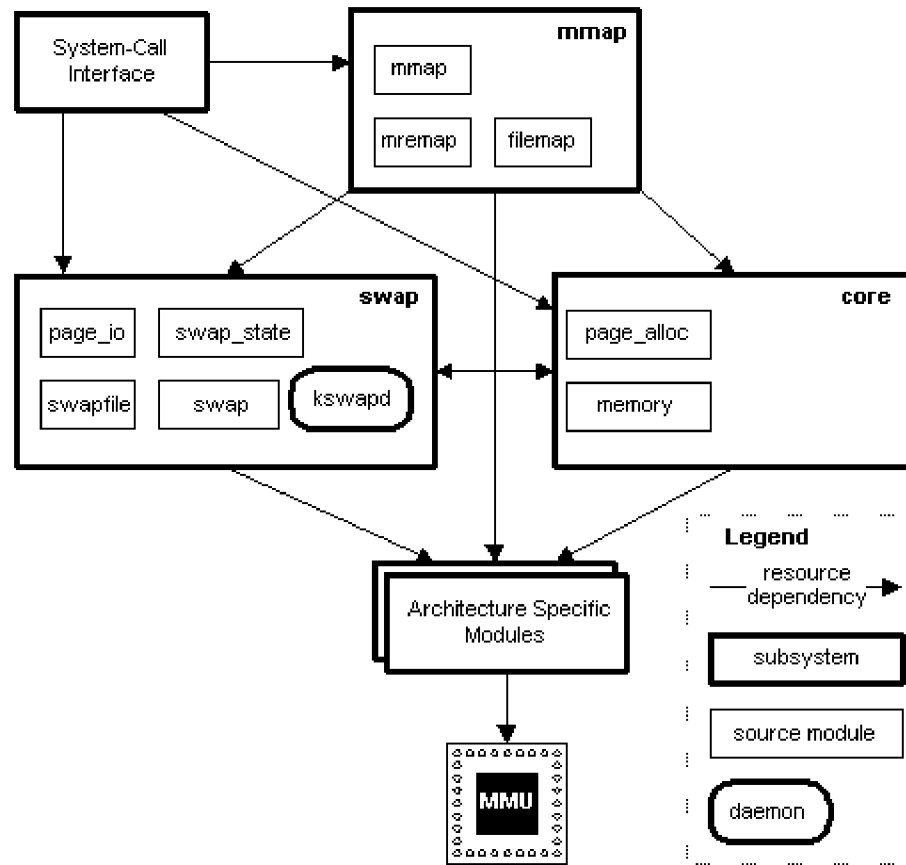 System-Call
Interface
mmap
mmap
mremap
filemap
swap
page_io
swap_state
swapfile
swap
kswapd
core
page_alloc
memory
Architecture Specific
Modules
MMU
Legend
resource
dependency
subsystem
source module
daemon